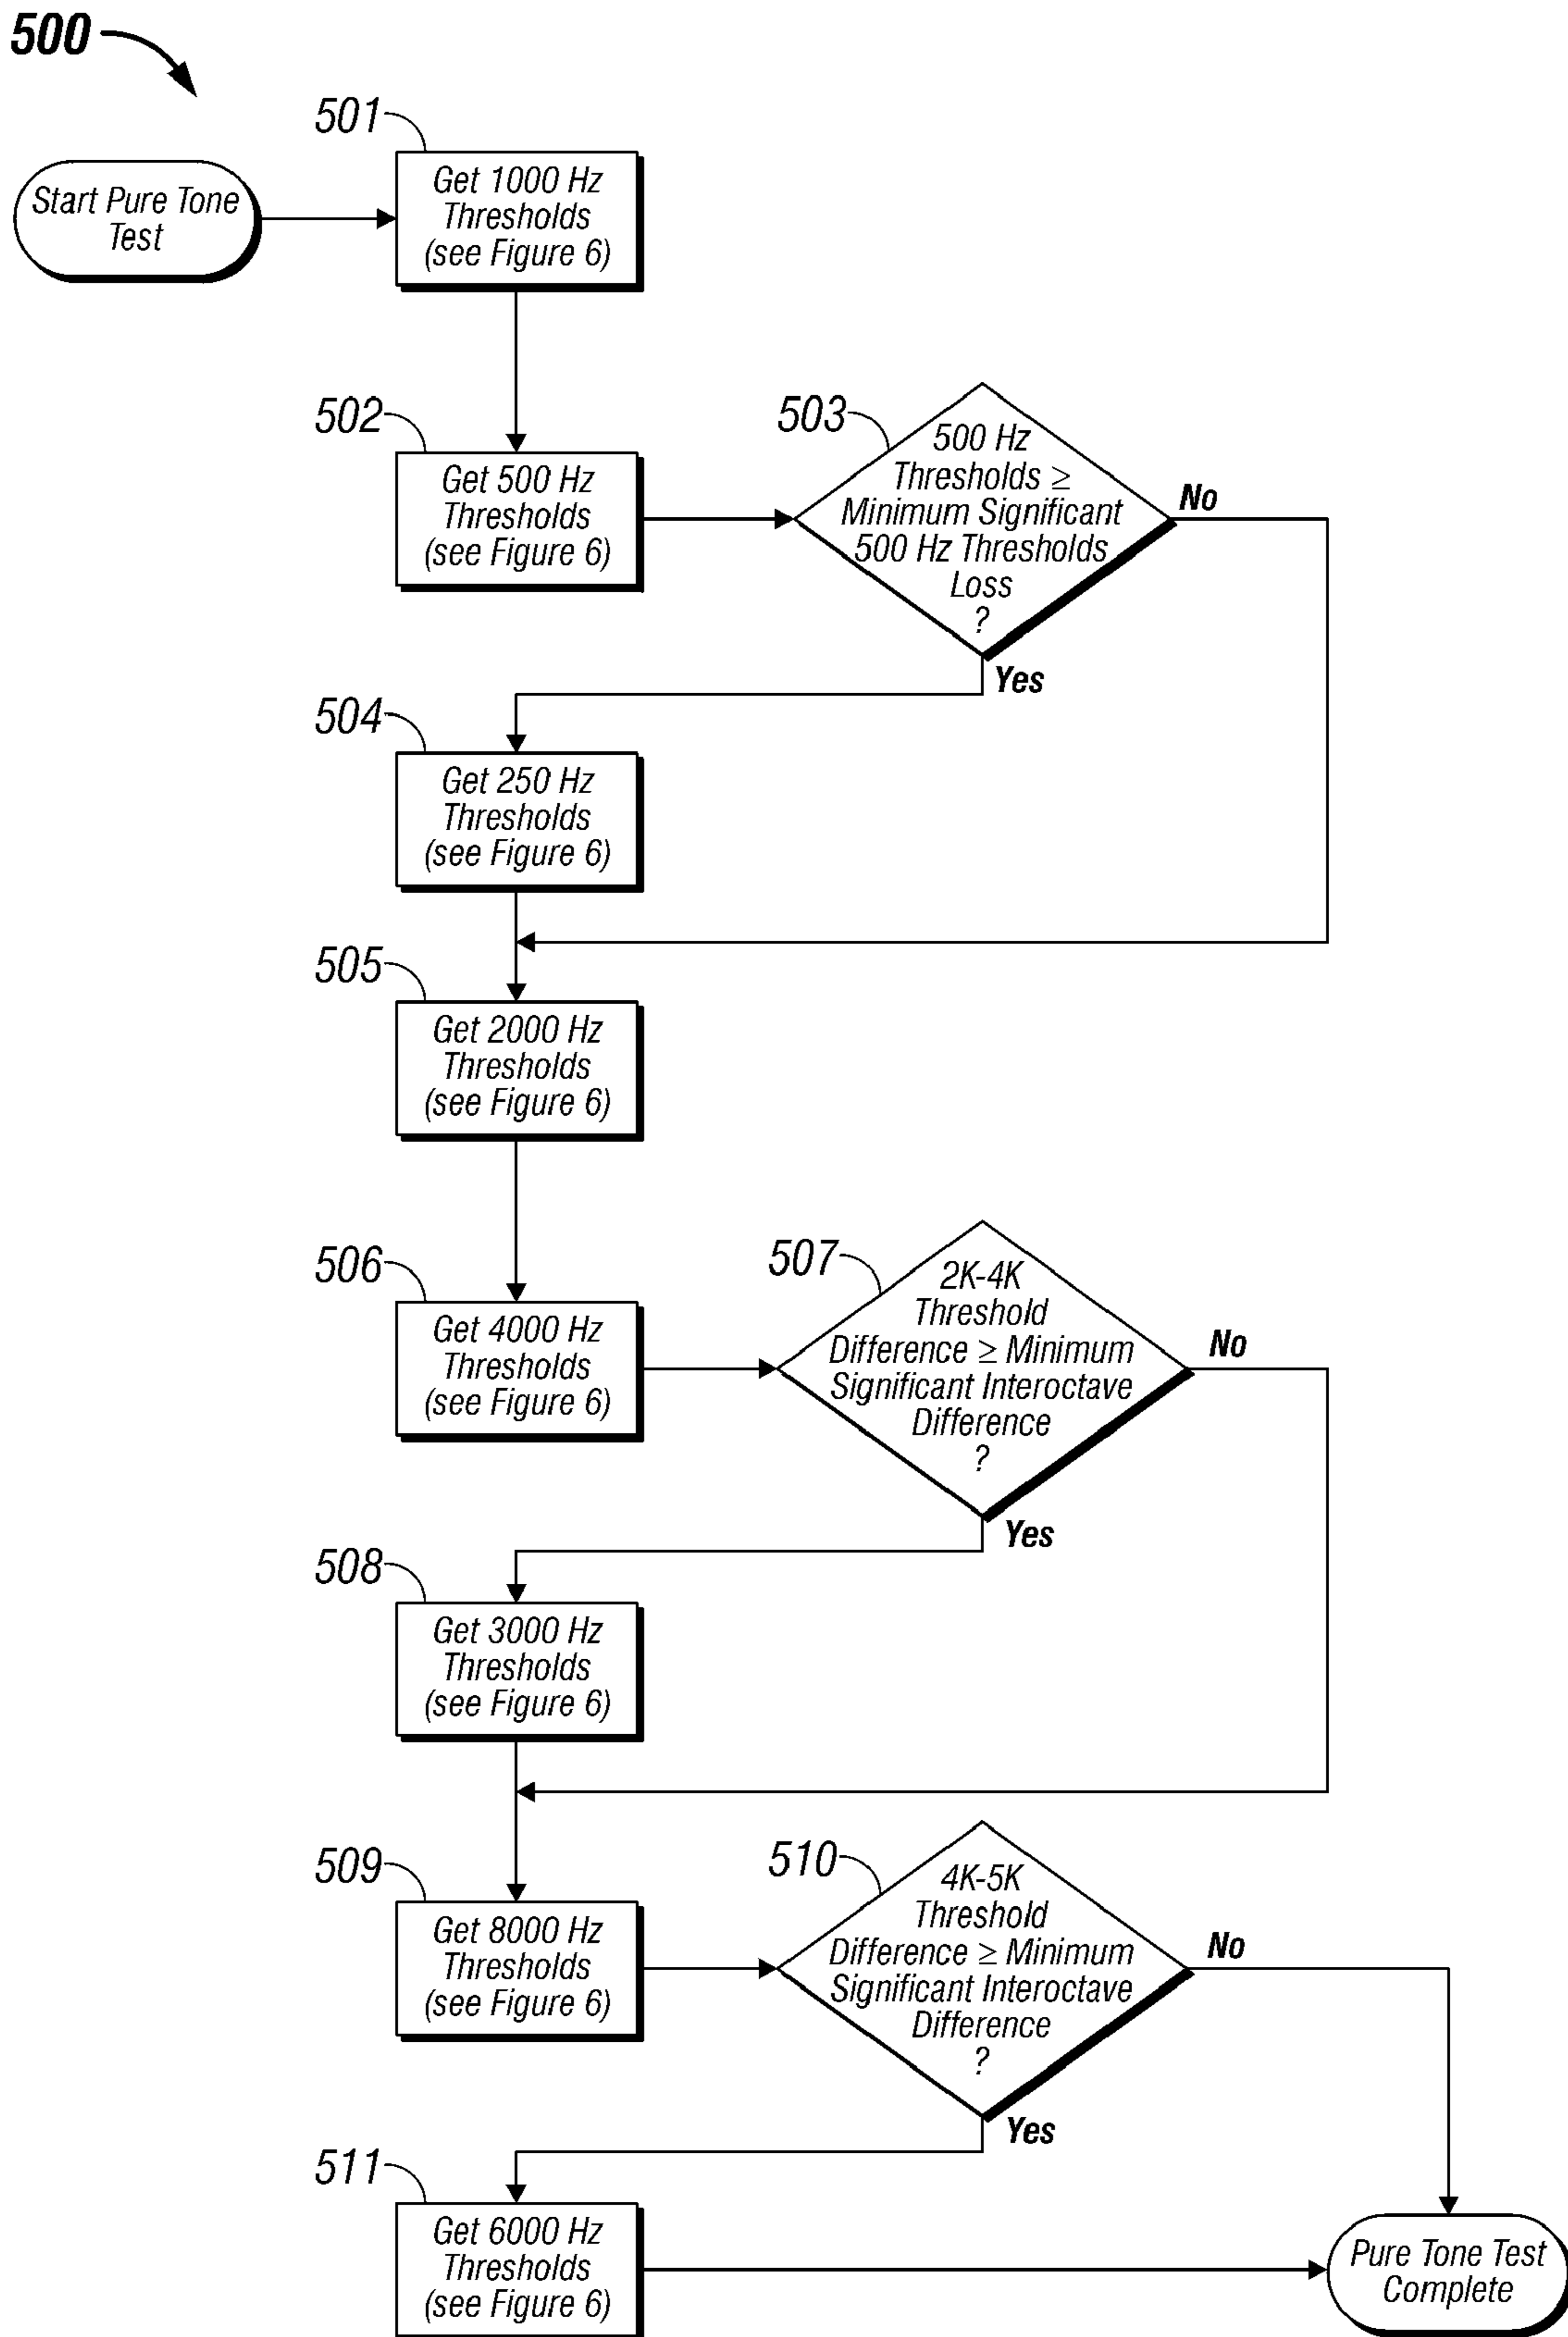 500
501
Start Pure Tone
Test
Get 1000 Hz
Thresholds
(see Figure 6)
502
Get 500 Hz
Thresholds
(see Figure 6)
503
500 Hz
Thresholds ≥
Minimum Significant
500 Hz Thresholds
Loss
?
No
Yes
504
Get 250 Hz
Thresholds
(see Figure 6)
505
Get 2000 Hz
Thresholds
(see Figure 6)
506
Get 4000 Hz
Thresholds
(see Figure 6)
507
2K-4K
Threshold
Difference ≥ Minimum
Significant Interoctave
Difference
?
No
Yes
508
Get 3000 Hz
Thresholds
(see Figure 6)
509
Get 8000 Hz
Thresholds
(see Figure 6)
510
4K-5K
Threshold
Difference ≥ Minimum
Significant Interoctave
Difference
?
No
Yes
511
Get 6000 Hz
Thresholds
(see Figure 6)
Pure Tone Test
Complete